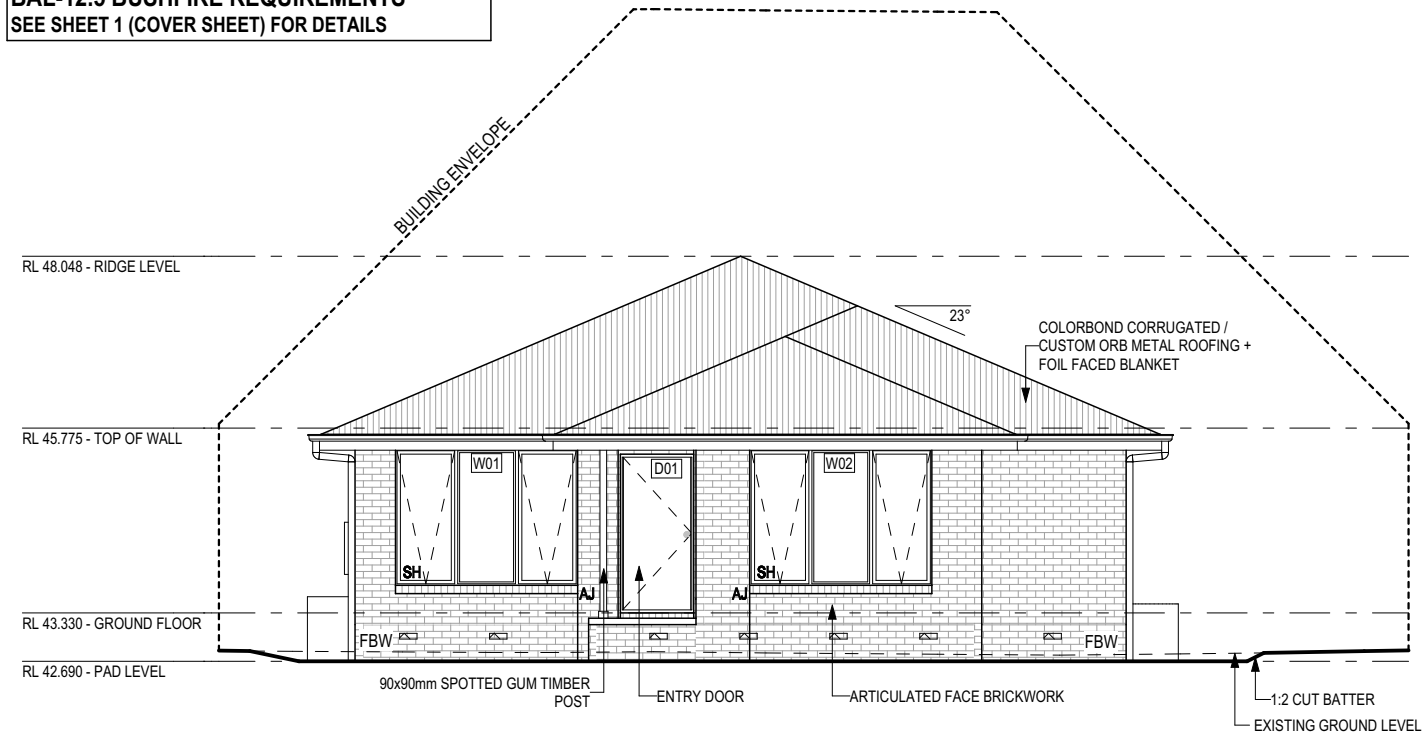 BAL-12.5 BUSHFIRE REQUIREMENTS
SEE SHEET 1 (COVER SHEET) FOR DETAILS
BUILDING ENVELOPE
RL 48.048 - RIDGE LEVEL
23°
COLORBOND CORRUGATED /
CUSTOM ORB METAL ROOFING +
FOIL FACED BLANKET
RL 45.775 - TOP OF WALL
W01
D01
W02
SH
SH
AJ
AJ
RL 43.330 - GROUND FLOOR
FBW
FBW
RL 42.690 - PAD LEVEL
90x90mm SPOTTED GUM TIMBER
POST
ENTRY DOOR
ARTICULATED FACE BRICKWORK
1:2 CUT BATTER
EXISTING GROUND LEVEL